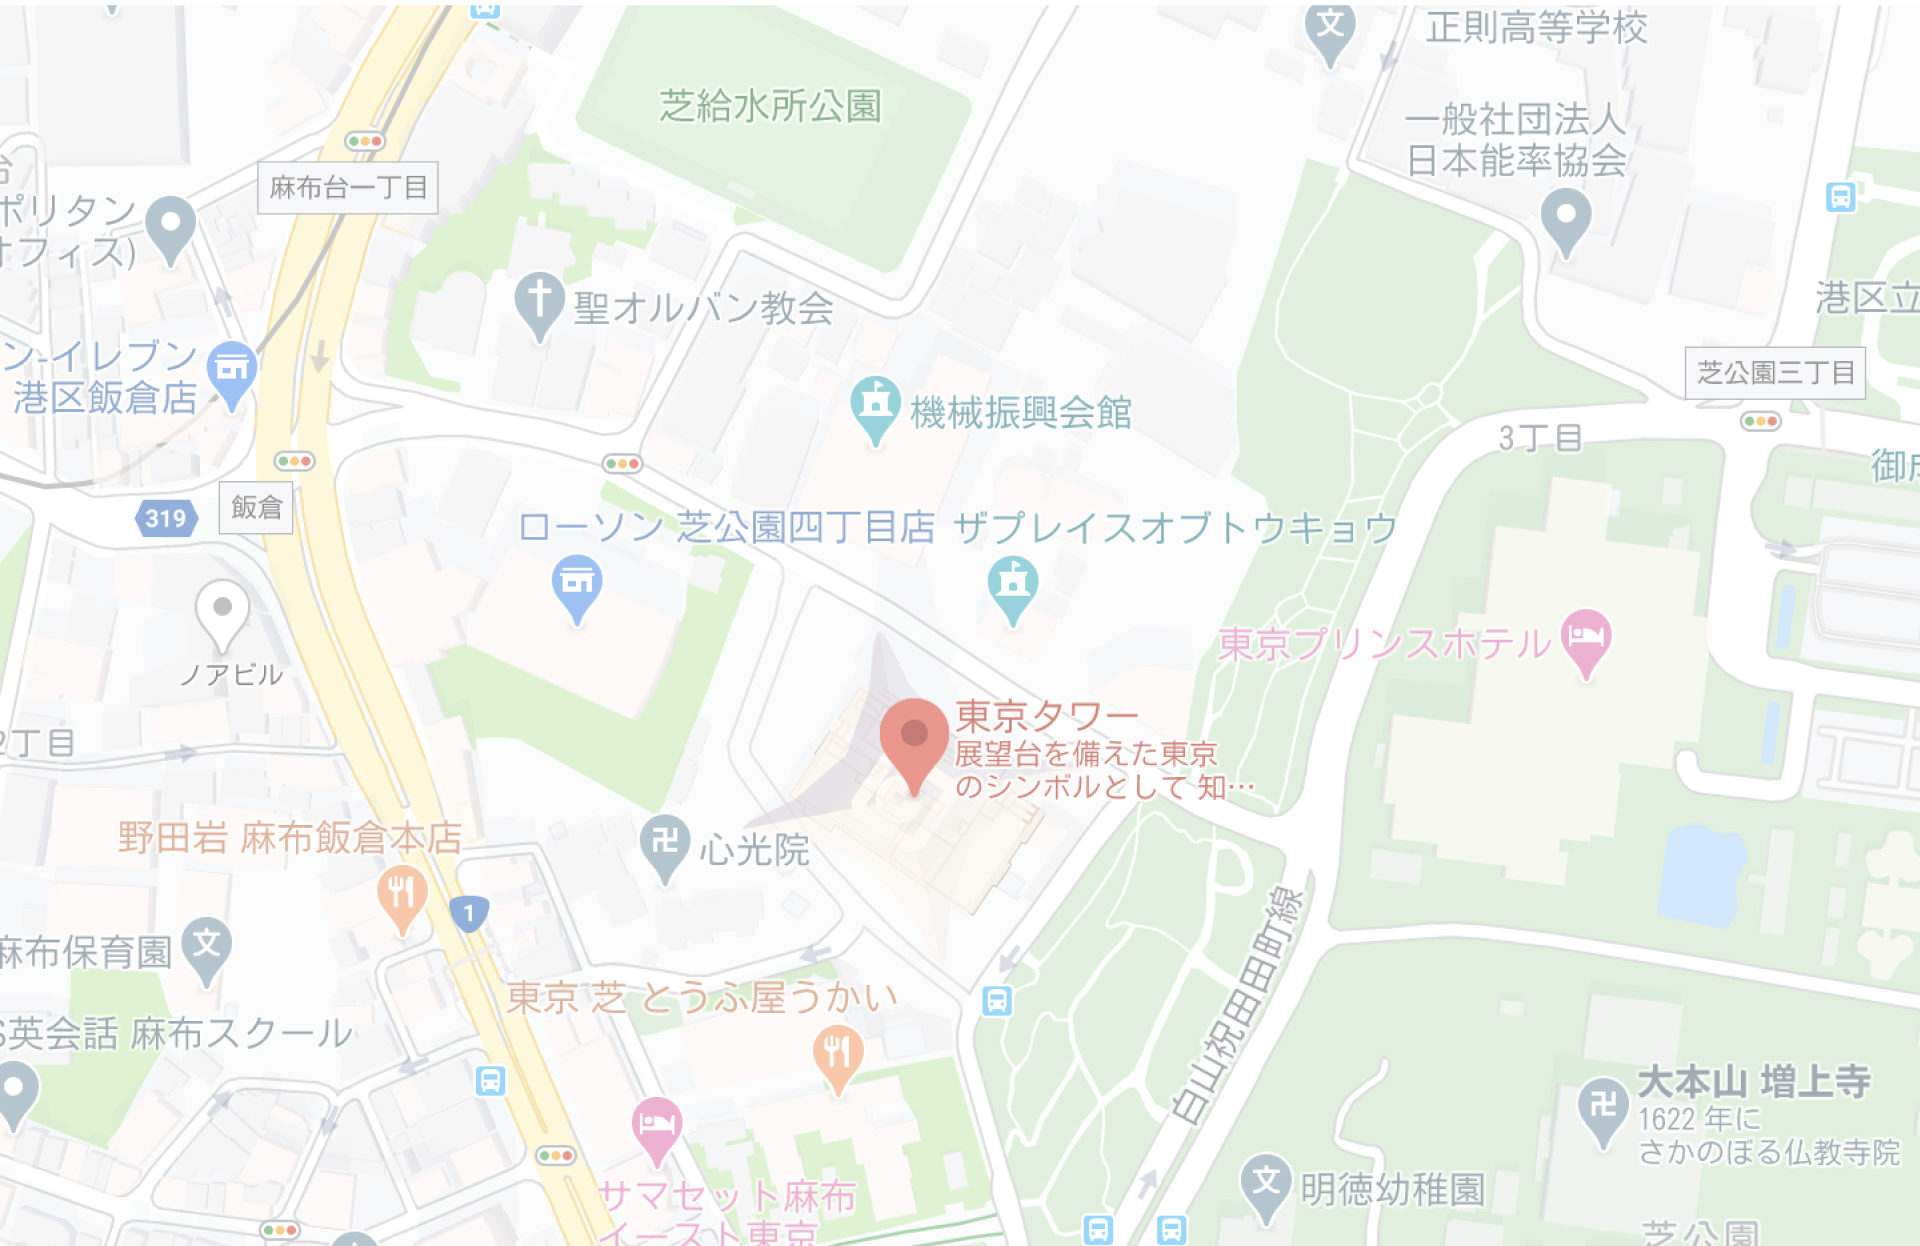 正則高等学校
芝給水所公園
一般社団法人
日本能率協会
台
麻布台一丁目
ポリタン
オフィス)
聖オルバン教会
港区立
ン-イレブン
港区飯倉店
芝公園三丁目
機械振興会館
3丁目
御成
319
飯倉
ローソン 芝公園四丁目店
ザプレイスオブトウキョウ
東京プリンスホテル
ノアビル
東京タワー
展望台を備えた東京
のシンボルとして 知…
2丁目
野田岩 麻布飯倉本店
心光院
1
白山祝田田町線
麻布保育園
東京 芝 とうふ屋うかい
S英会話 麻布スクール
大本山 増上寺
1622 年に
さかのぼる仏教寺院
サマセット麻布
イースト東京
明徳幼稚園
芝公園